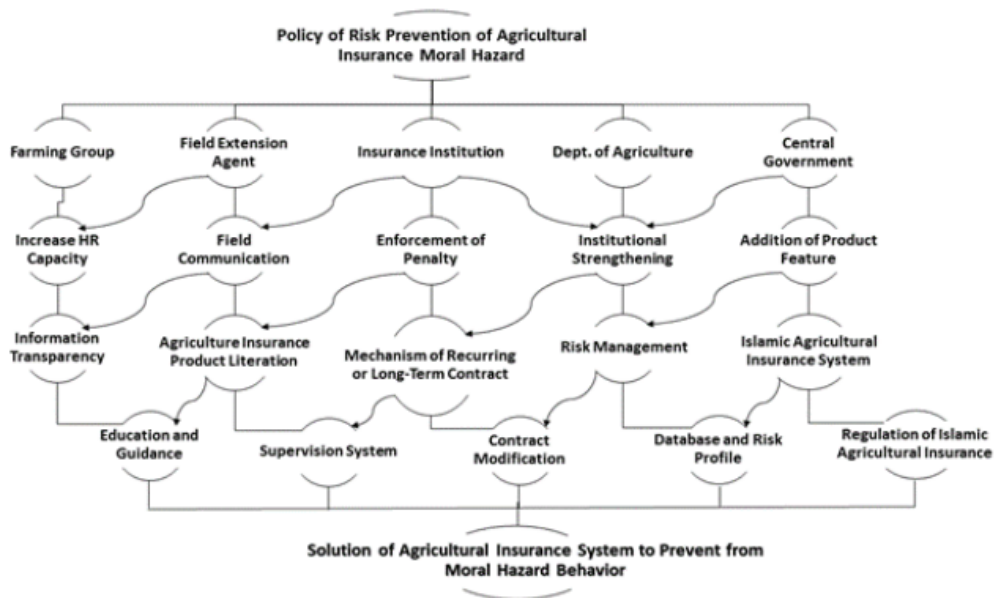 Policy of Risk Prevention of Agricultural
Insurance Moral Hazard
Farming Group
Field Extension
Agent
Insurance Institution
Dept. of Agriculture
Central
Government
Increase HR
Capacity
Field
Communication
Enforcement of
Penalty
Institutional
Strengthening
Addition of Product
Feature
Information
Transparency
Agriculture Insurance
Product Literation
Mechanism of Recurring
or Long-Term Contract
Risk Management
Islamic Agricultural
Insurance System
Education and
Guidance
Supervision System
Contract
Modification
Database and Risk
Profile
Regulation of Islamic
Agricultural Insurance
Solution of Agricultural Insurance System to Prevent from
Moral Hazard Behavior